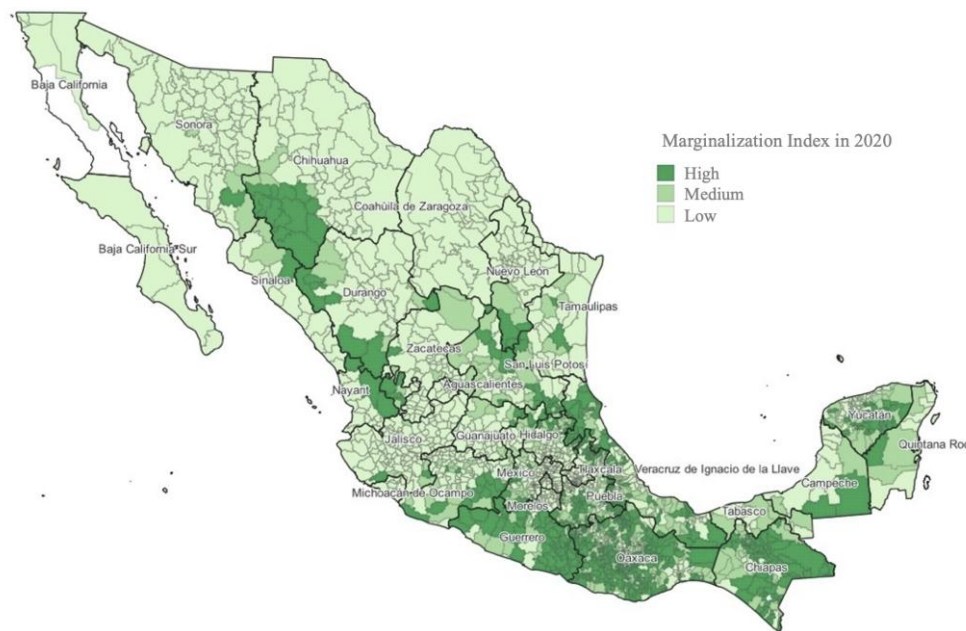 Baja California
Sonora
Chihuahua
Marginalization Index in 2020
High
Medium
Low
Coahuila de Zaragoza
Baja California Sur
Sinaloa
Durango
Nuevo León
Tamaulipas
Zacatecas
San Luis Potosí
Nayarit
Aguascalientes
Jalisco
Guanajuato
Hidalgo
Yucatán
Quintana Roo
México
Tlaxcala
Veracruz de Ignacio de la Llave
Campeche
Michoacán de Ocampo
Morelos
Puebla
Tabasco
Guerrero
Oaxaca
Chiapas